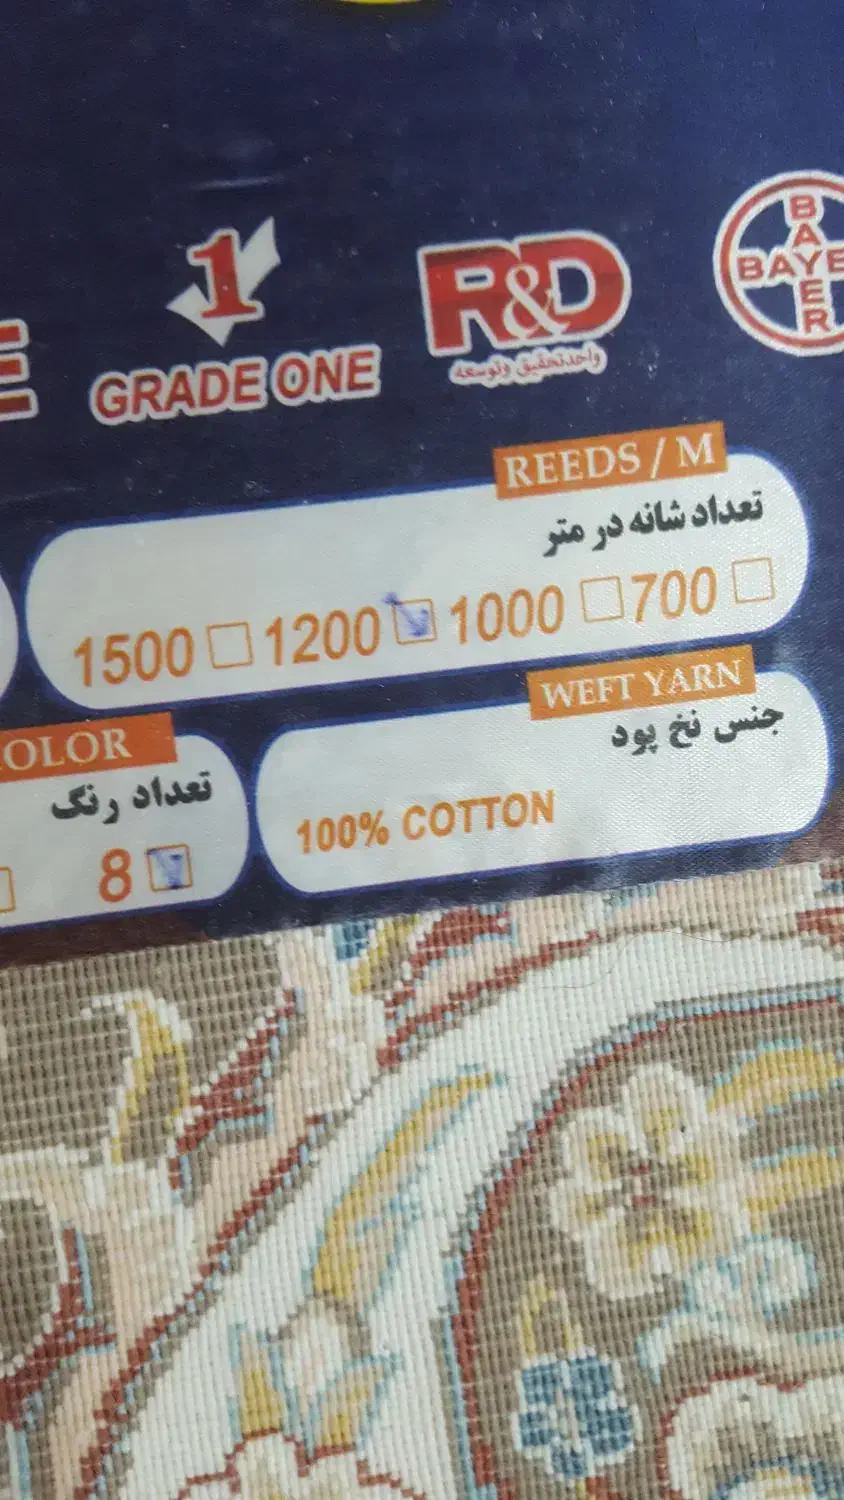 1
GRADE ONE
R&D
واحد تحقیق و توسعه
BAYER
BAYE
REEDS / M
تعداد شانه در متر
1500 1200 1000 700
WEFT YARN
جنس نخ پود
100% COTTON
OLOR
تعداد رنگ
8